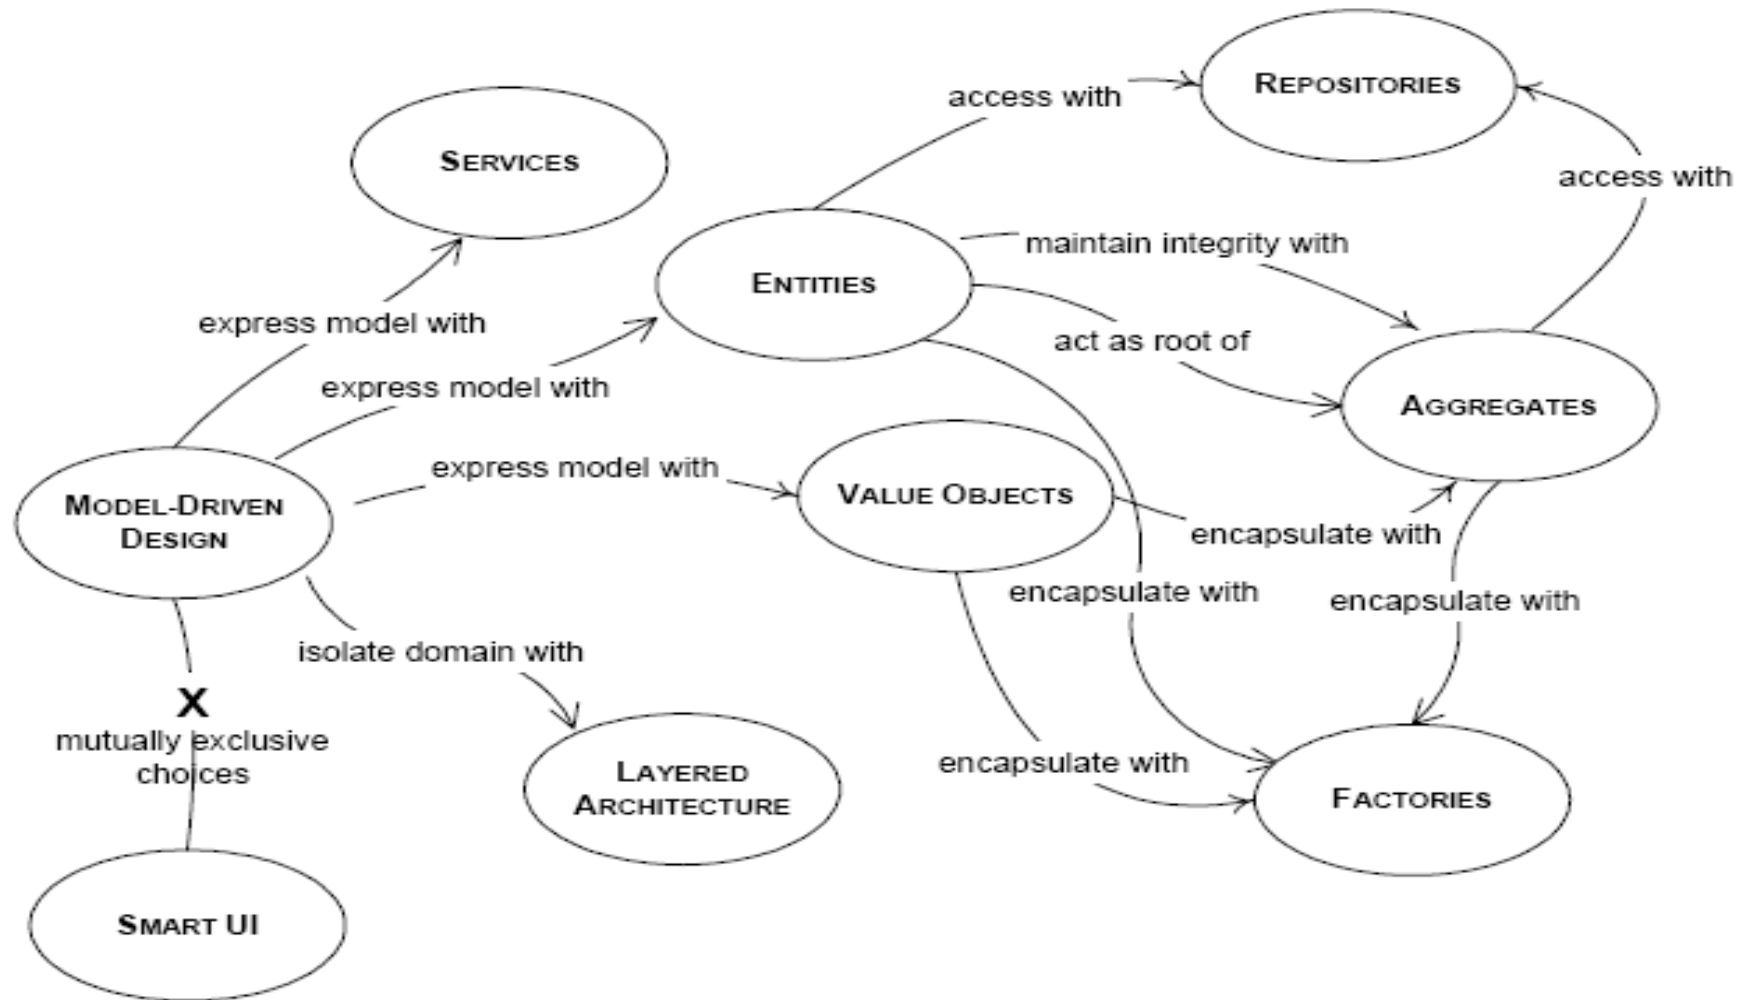 REPOSITORIES
access with
SERVICES
access with
maintain integrity with
ENTITIES
express model with
act as root of
express model with
AGGREGATES
express model with
VALUE OBJECTS
MODEL-DRIVEN
DESIGN
encapsulate with
encapsulate with
encapsulate with
isolate domain with
X
mutually exclusive
choices
encapsulate with
LAYERED
ARCHITECTURE
FACTORIES
SMART UI